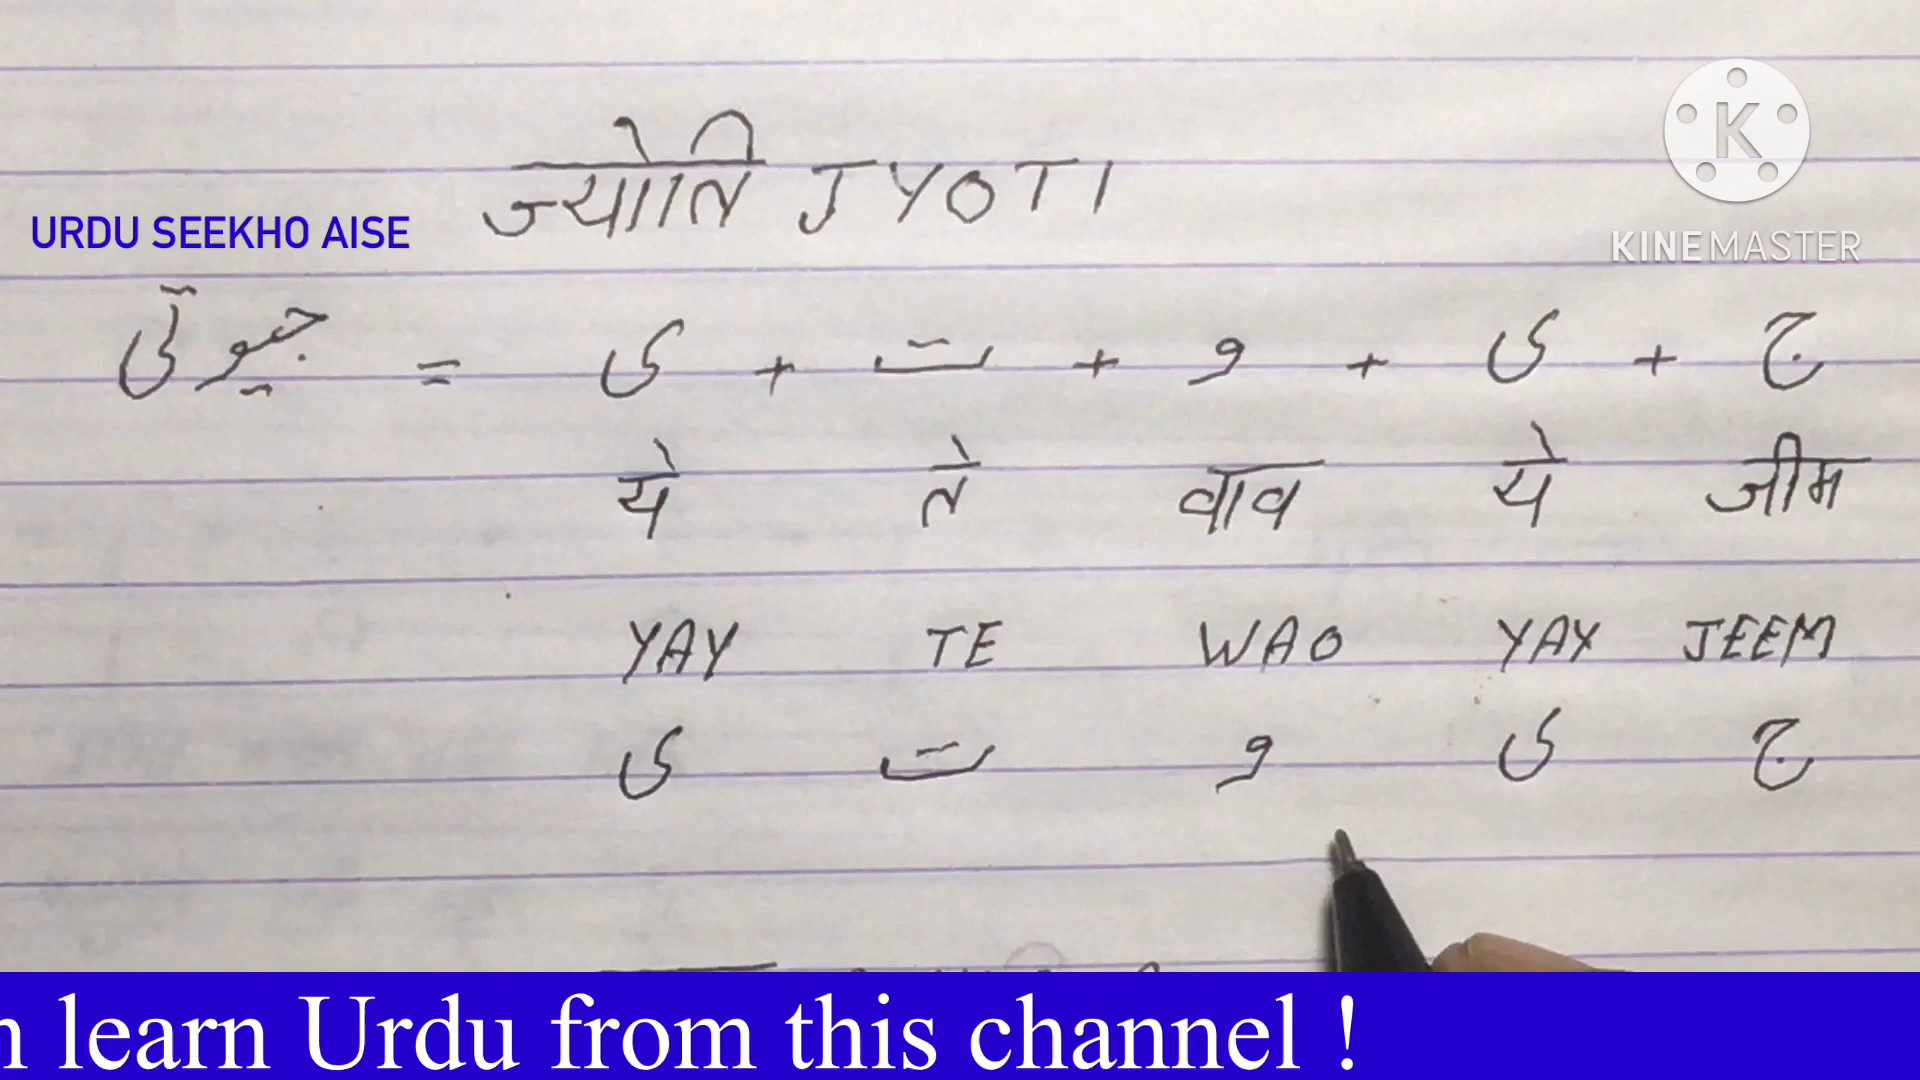 ज्योति JYOTI
KINEMASTER
URDU SEEKHO AISE
ج + ی + و + ت + ی = جیوتی
ये ते वाव ये जीम
YAY TE WAO YAY JEEM
ی ت و ی ج
learn Urdu from this channel !